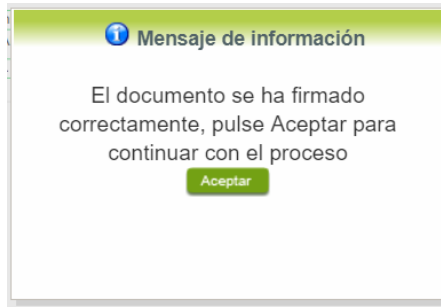 Mensaje de información
El documento se ha firmado
correctamente, pulse Aceptar para
continuar con el proceso
Aceptar